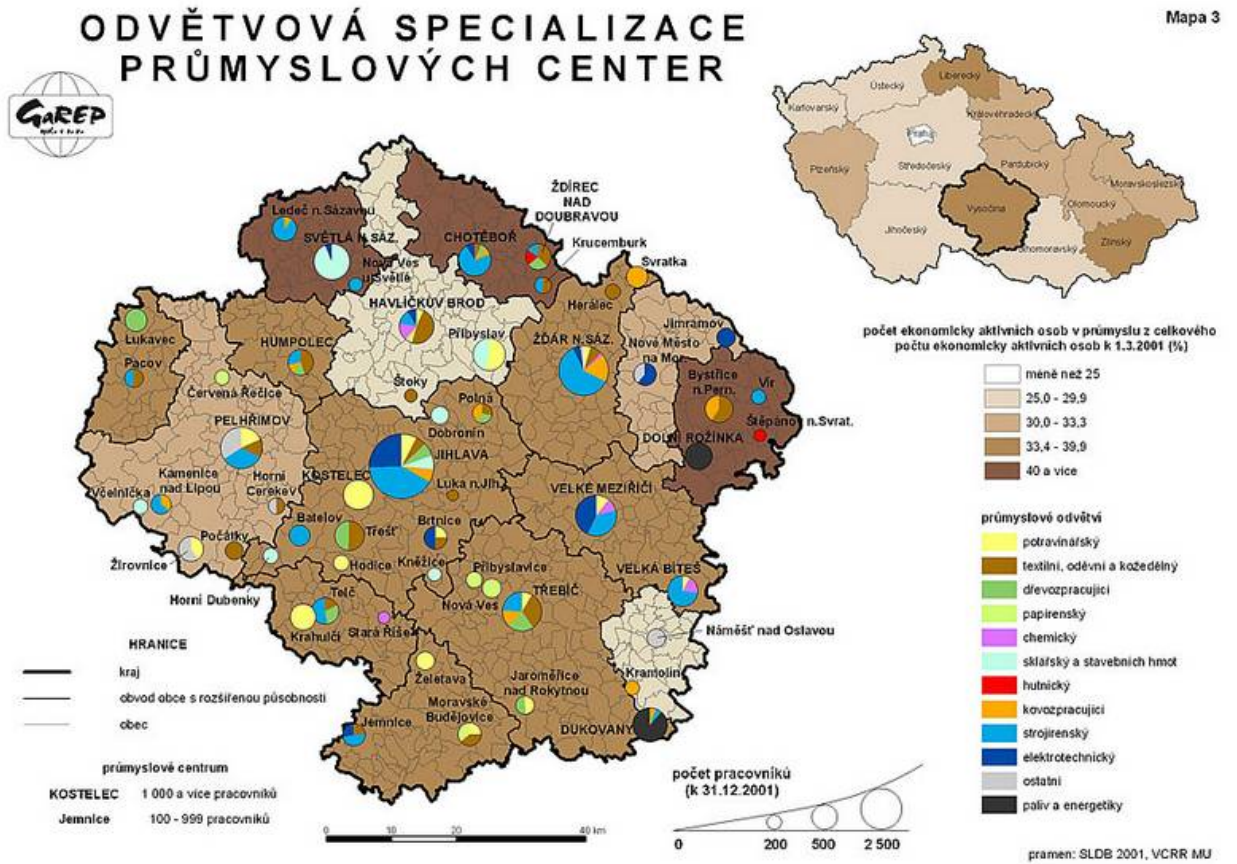 ODVĚTVOVÁ SPECIALIZACE
PRŮMYSLOVÝCH CENTER
Mapa 3
GaREP
Liberecký
Ústecký
Karlovarský
Královéhradecký
Praha
Středočeský
Plzeňský
Pardubický
Moravskoslezský
Olomoucký
Vysočina
Jihočeský
Jihomoravský
Zlínský
ŽDÍREC
NAD
DOUBRAVOU
Ledeč n.Sázavou
SVĚTLÁ N.SÁZ.
CHOTĚBOŘ
Krucemburk
Nová Ves
u Světlé
Svratka
HAVLÍČKŮV BROD
Herálec
Přibyslav
Jimramov
Lukavec
HUMPOLEC
ŽĎÁR N.SÁZ.
Nové Město
na Mor.
Pacov
Bystřice
n.Pern.
Vír
Červená Řečice
Štoky
Polná
Štěpánov n.Svrat.
PELHŘIMOV
Dobronín
DOLNÍ ROŽÍNKA
JIHLAVA
Kamenice
nad Lipou
Horní
Cerekev
KOSTELEC
Luka n.Jih.
VELKÉ MEZIŘÍČÍ
Včelnička
Batelov
Třešť
Brtnice
Počátky
Žirovnice
Hodice
Kněžice
Přibyslavice
VELKÁ BÍTEŠ
Horní Dubenky
Telč
Nová Ves
TŘEBÍČ
Krahulčí
Stará Říše
Náměšť nad Oslavou
Želetava
Jaroměřice
nad Rokytnou
Kramolín
Moravské
Budějovice
Jemnice
DUKOVANY
počet ekonomicky aktivních osob v průmyslu z celkového
počtu ekonomicky aktivních osob k 1.3.2001 (%)
méně než 25
25,0 - 29,9
30,0 - 33,3
33,4 - 39,9
40 a více
průmyslové odvětví
potravinářský
textilní, oděvní a kožedělný
dřevozpracující
papírenský
chemický
sklářský a stavebních hmot
hutnický
kovozpracující
strojírenský
elektrotechnický
ostatní
paliv a energetiky
HRANICE
kraj
obvod obce s rozšířenou působností
obec
průmyslové centrum
KOSTELEC 1 000 a více pracovníků
Jemnice 100 - 999 pracovníků
0 10 20 40 km
počet pracovníků
(k 31.12.2001)
0 200 500 2 500
pramen: SLDB 2001, VCRR MU